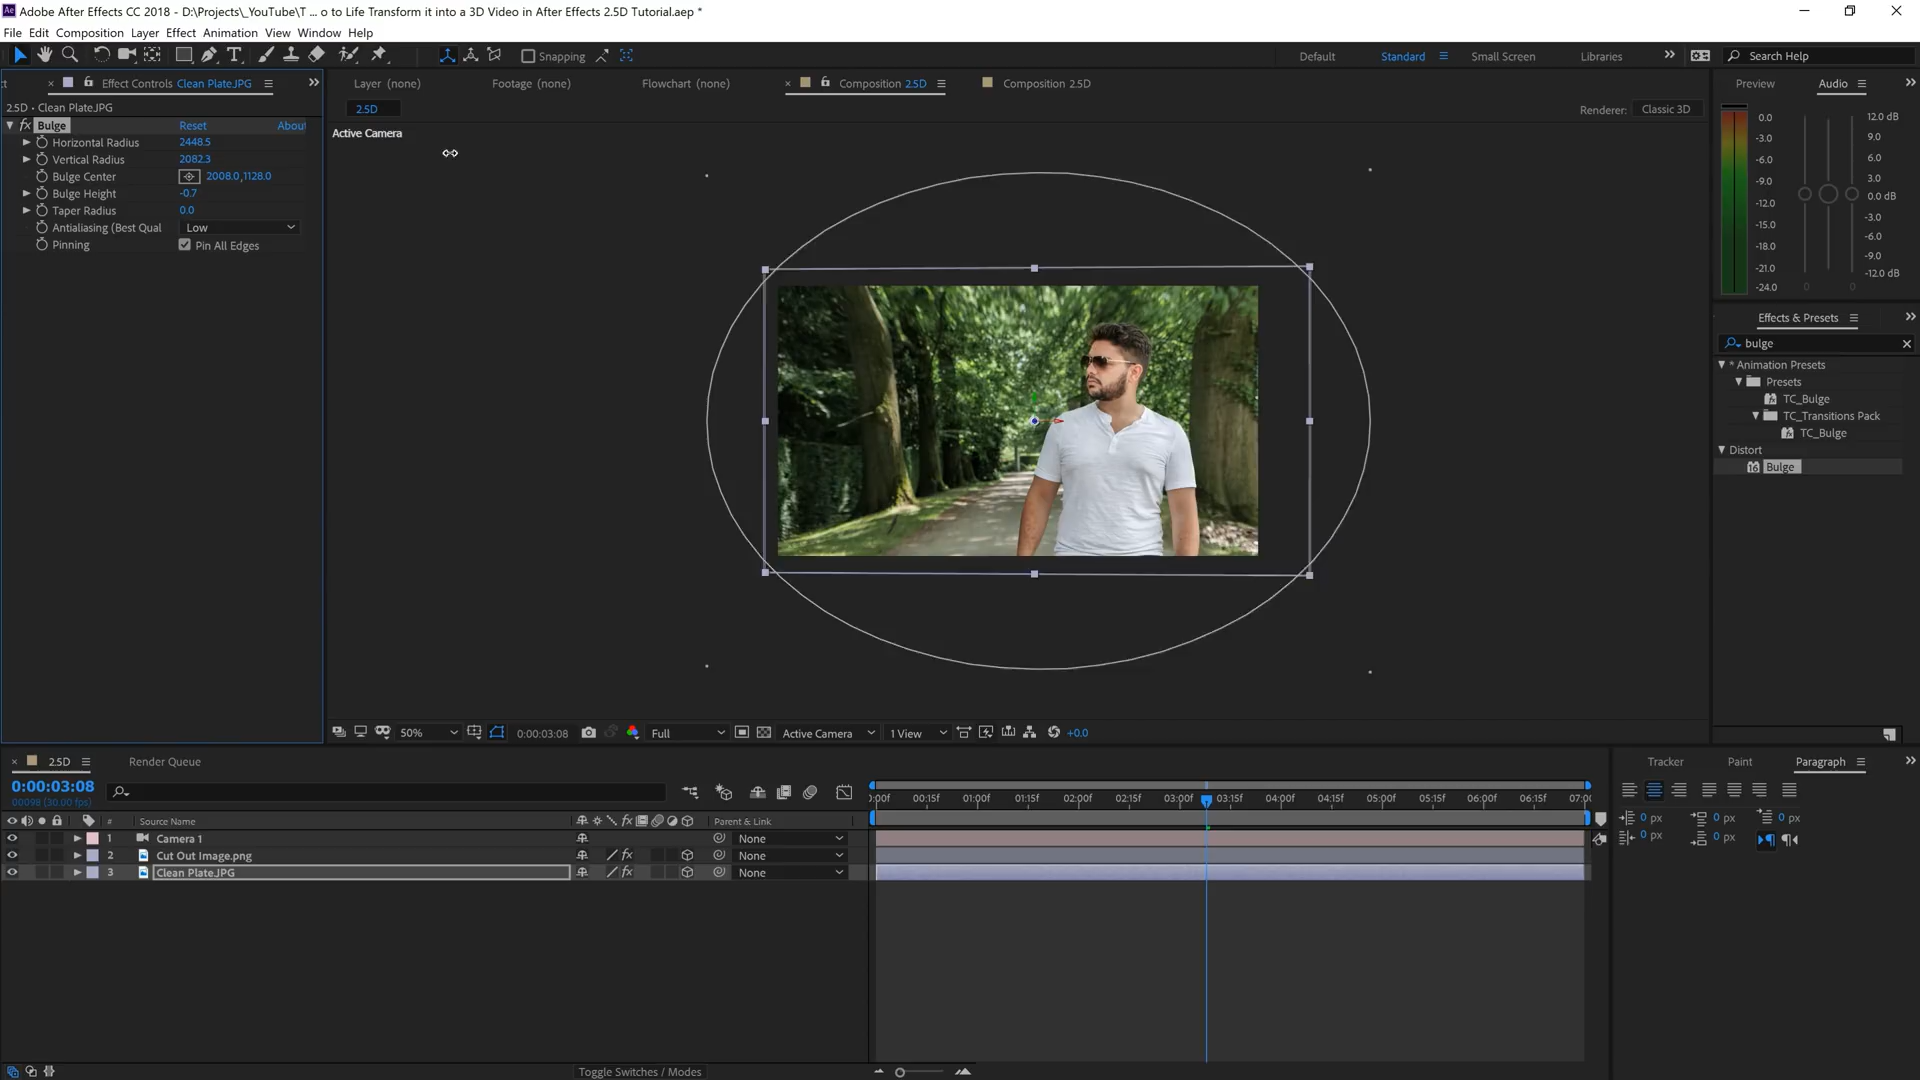 Adobe After Effects CC 2018 - D:\Projects\_YouTube\T ... o to Life Transform it into a 3D Video in After Effects 2.5D Tutorial.aep *
File Edit Composition Layer Effect Animation View Window Help
Snapping
Default Standard Small Screen Libraries Search Help
Effect Controls Clean Plate.JPG
Layer (none) Footage (none) Flowchart (none) Composition 2.5D Composition 2.5D
Preview Audio
2.5D • Clean Plate.JPG
2.5D
Renderer: Classic 3D
fx Bulge Reset About
Horizontal Radius 2448.5
Vertical Radius 2082.3
Bulge Center 2008.0,1128.0
Bulge Height -0.7
Taper Radius 0.0
Antialiasing (Best Qual Low
Pinning Pin All Edges
Active Camera
0.0 12.0 dB
-3.0 9.0
-6.0 6.0
-9.0 3.0
-12.0 0.0 dB
-15.0 -3.0
-18.0 -6.0
-21.0 -9.0
-24.0 -12.0 dB
0 0
Effects & Presets
bulge
* Animation Presets
Presets
TC_Bulge
TC_Transitions Pack
TC_Bulge
Distort
Bulge
50% 0:00:03:08 Full Active Camera 1 View +0.0
2.5D Render Queue
Tracker Paint Paragraph
0:00:03:08
00098 (30.00 fps)
:00f 00:15f 01:00f 01:15f 02:00f 02:15f 03:00f 03:15f 04:00f 04:15f 05:00f 05:15f 06:00f 06:15f 07:0
# Source Name fx Parent & Link
1 Camera 1 None
2 Cut Out Image.png fx None
3 Clean Plate.JPG fx None
0 px 0 px 0 px
0 px 0 px
Toggle Switches / Modes